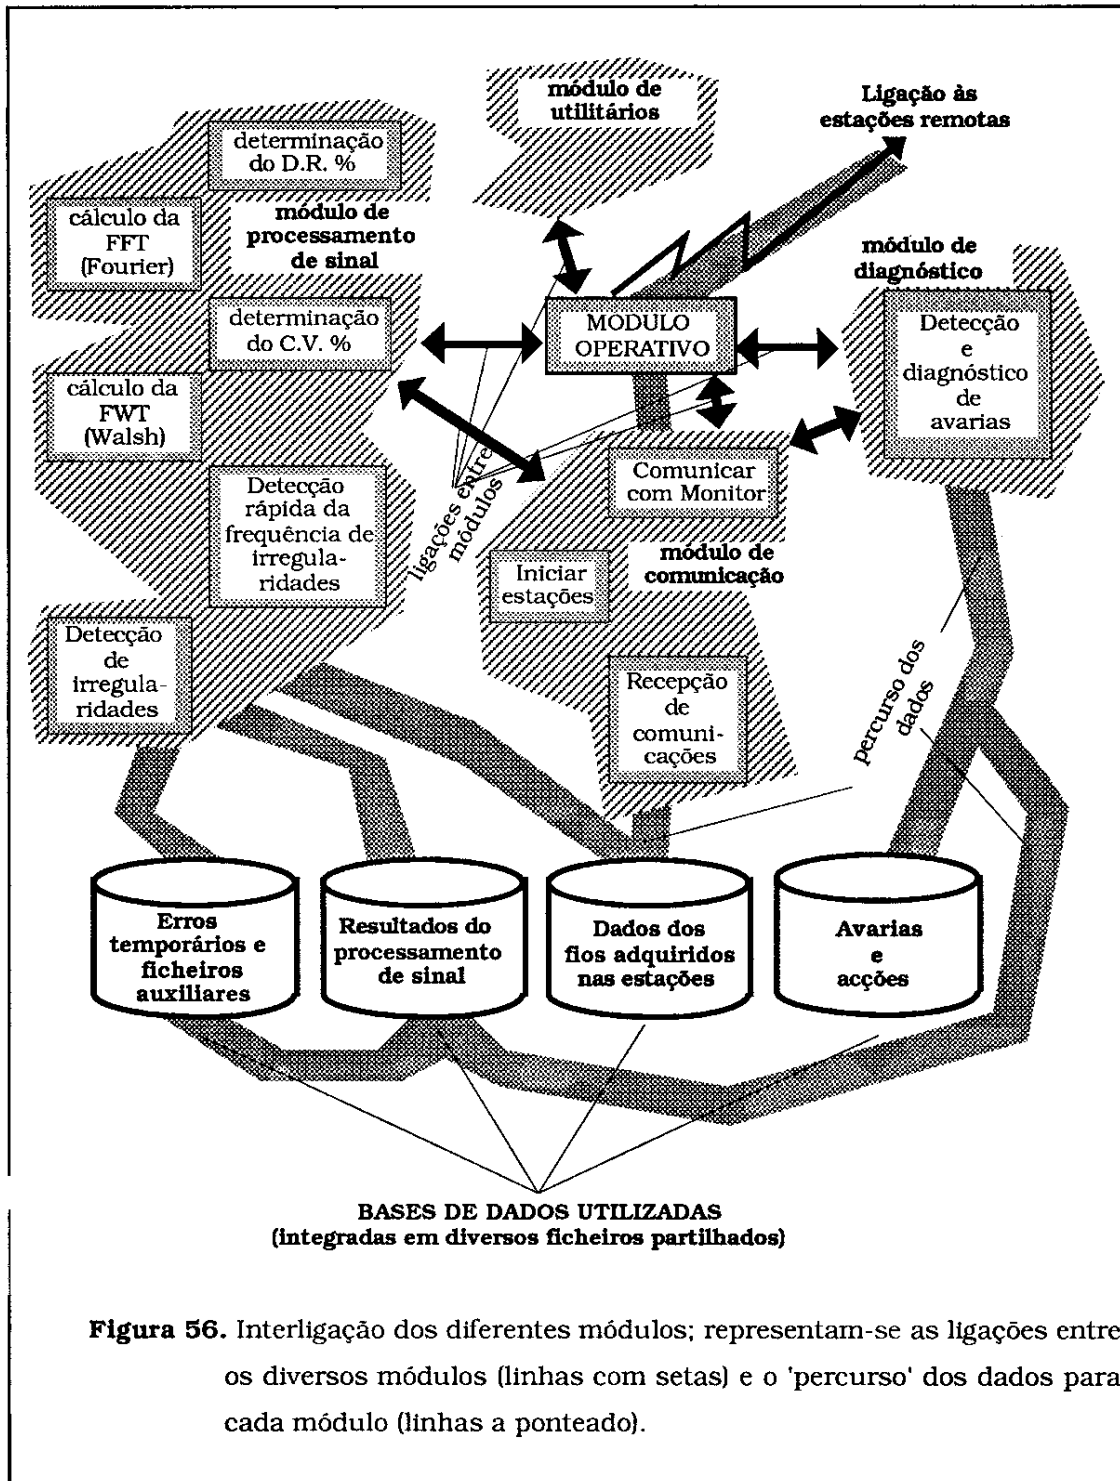 módulo de
utilitários
Ligação às
estações remotas
determinação
do D.R. %
cálculo da
FFT
(Fourier)
módulo de
processamento
de sinal
módulo de
diagnóstico
determinação
do C.V. %
MODULO
OPERATIVO
Detecção
e
diagnóstico
de
avarias
cálculo da
FWT
(Walsh)
Detecção
rápida da
frequência de
irregula-
ridades
ligações entre
módulos
Comunicar
com Monitor
módulo de
comunicação
Iniciar
estações
Detecção
de
irregula-
ridades
Recepção
de
comuni-
cações
percurso dos
dados
Erros
temporários e
ficheiros
auxiliares
Resultados do
processamento
de sinal
Dados dos
fios adquiridos
nas estações
Avarias
e
acções
BASES DE DADOS UTILIZADAS
(integradas em diversos ficheiros partilhados)
Figura 56. Interligação dos diferentes módulos; representam-se as ligações entre
os diversos módulos (linhas com setas) e o 'percurso' dos dados para
cada módulo (linhas a ponteado).